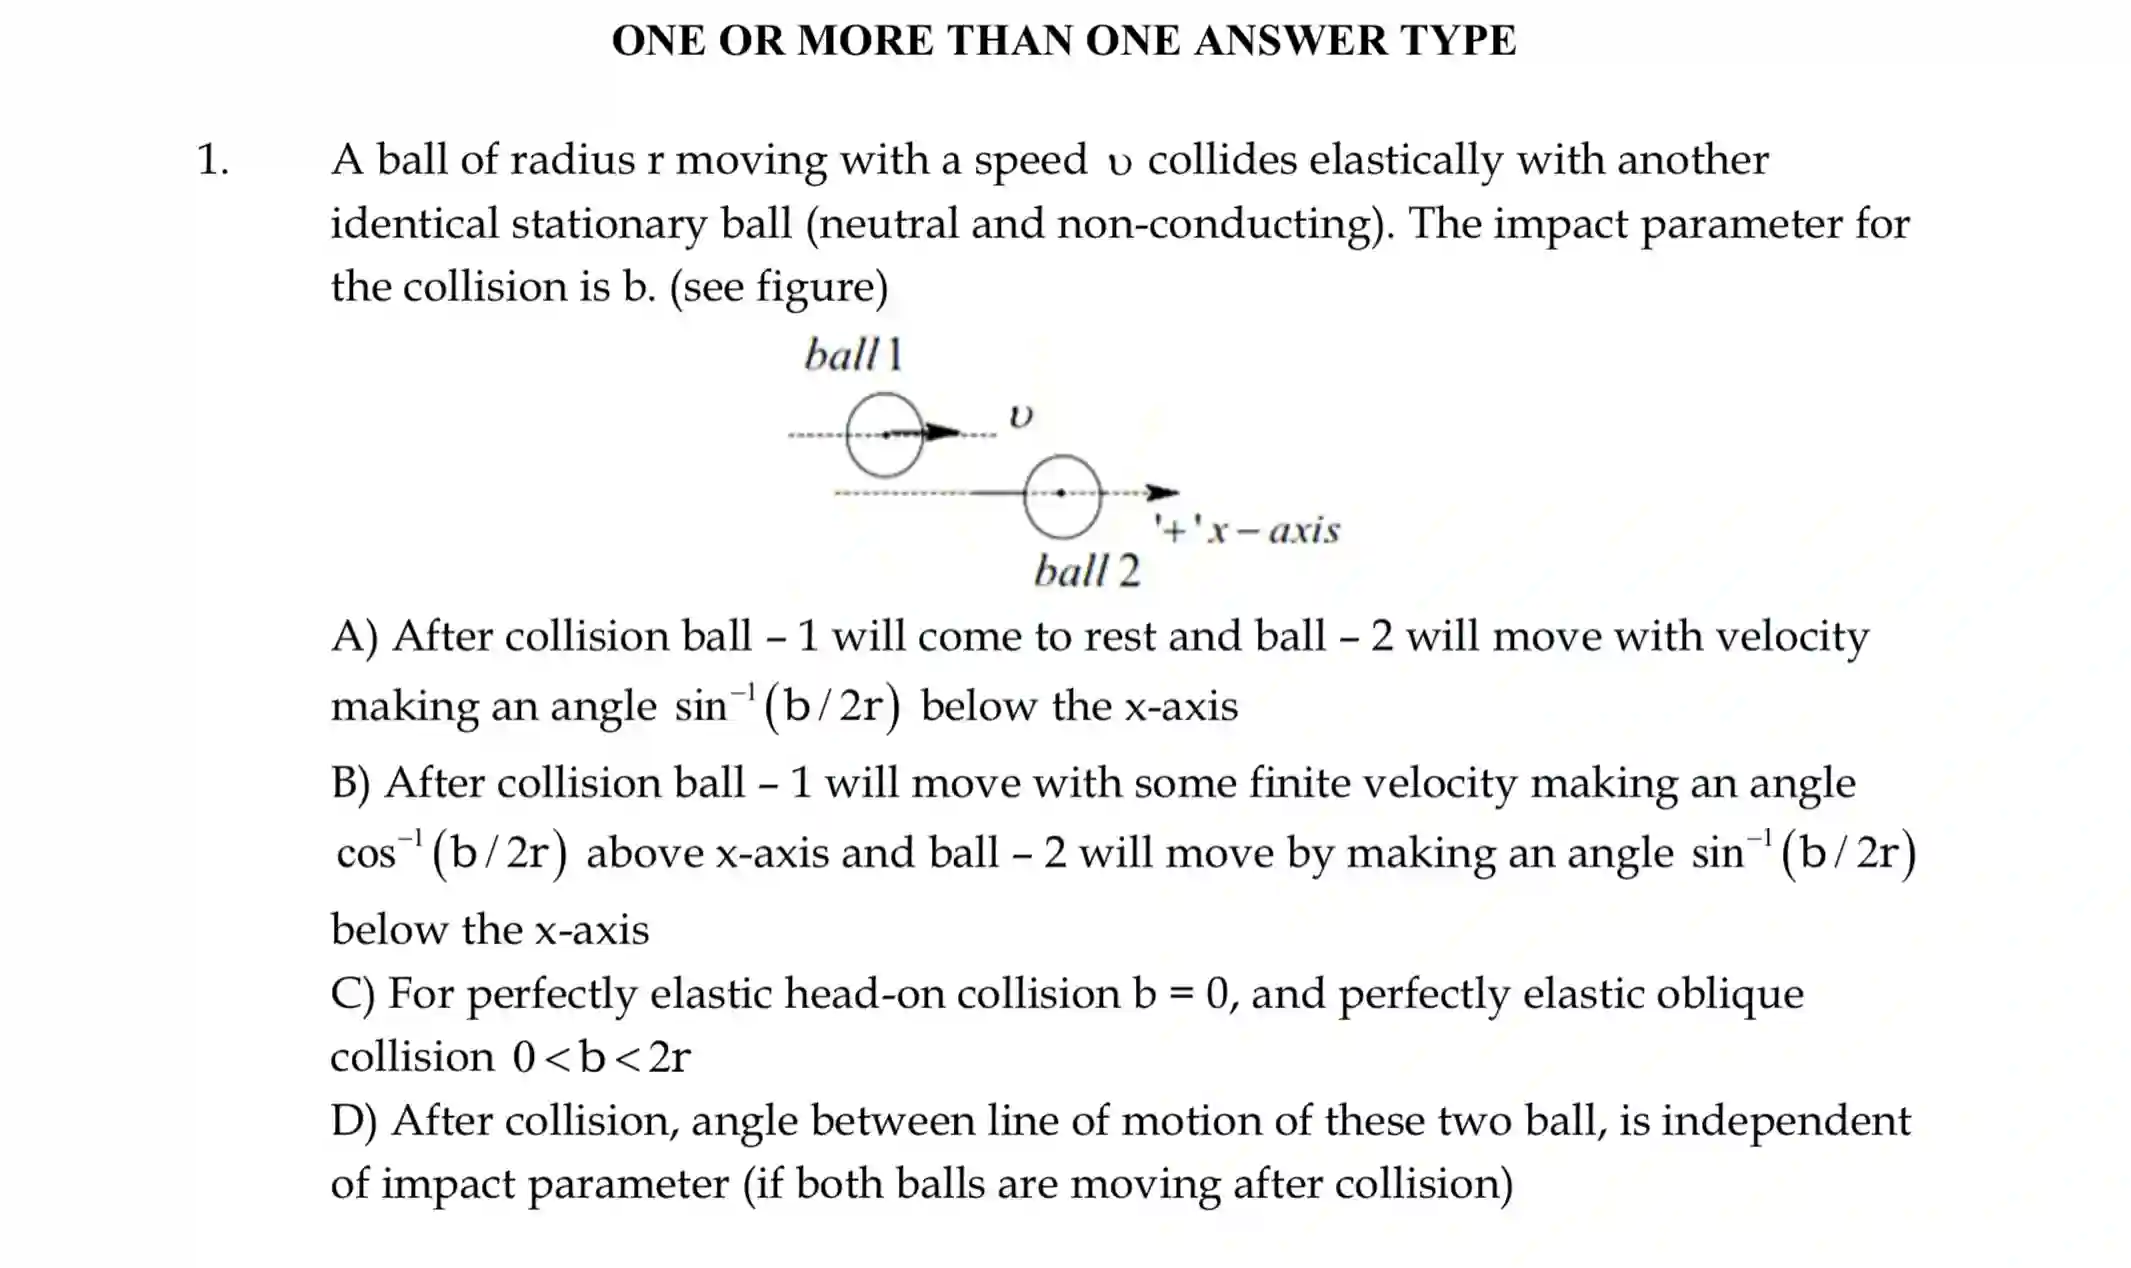 ONE OR MORE THAN ONE ANSWER TYPE
1. A ball of radius r moving with a speed υ collides elastically with another
identical stationary ball (neutral and non-conducting). The impact parameter for
the collision is b. (see figure)
ball 1
υ
'+' x – axis
ball 2
A) After collision ball – 1 will come to rest and ball – 2 will move with velocity
making an angle sin⁻¹(b/2r) below the x-axis
B) After collision ball – 1 will move with some finite velocity making an angle
cos⁻¹(b/2r) above x-axis and ball – 2 will move by making an angle sin⁻¹(b/2r)
below the x-axis
C) For perfectly elastic head-on collision b = 0, and perfectly elastic oblique
collision 0<b<2r
D) After collision, angle between line of motion of these two ball, is independent
of impact parameter (if both balls are moving after collision)